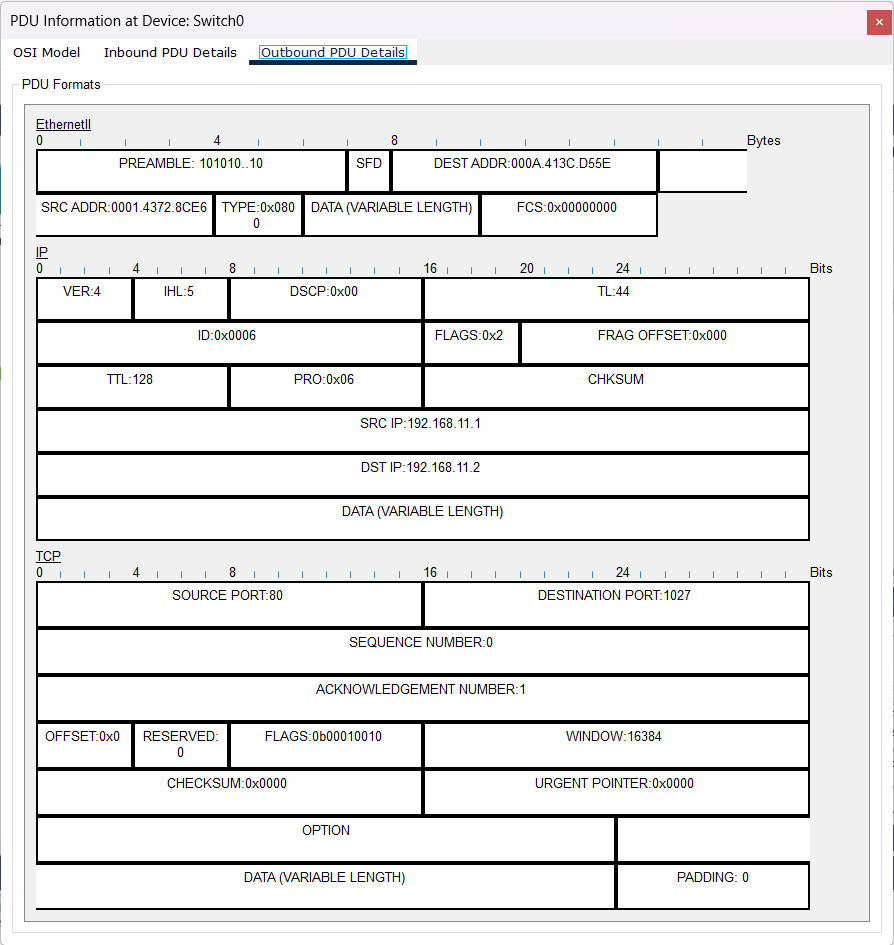 PDU Information at Device: Switch0
×
OSI Model Inbound PDU Details Outbound PDU Details
PDU Formats
EthernetII
0 4 8 Bytes
PREAMBLE: 101010..10 SFD DEST ADDR:000A.413C.D55E
SRC ADDR:0001.4372.8CE6 TYPE:0x080 DATA (VARIABLE LENGTH) FCS:0x00000000
0
IP
0 4 8 16 20 24 Bits
VER:4 IHL:5 DSCP:0x00 TL:44
ID:0x0006 FLAGS:0x2 FRAG OFFSET:0x000
TTL:128 PRO:0x06 CHKSUM
SRC IP:192.168.11.1
DST IP:192.168.11.2
DATA (VARIABLE LENGTH)
TCP
0 4 8 16 24 Bits
SOURCE PORT:80 DESTINATION PORT:1027
SEQUENCE NUMBER:0
ACKNOWLEDGEMENT NUMBER:1
OFFSET:0x0 RESERVED: FLAGS:0b00010010 WINDOW:16384
0
CHECKSUM:0x0000 URGENT POINTER:0x0000
OPTION
DATA (VARIABLE LENGTH) PADDING: 0